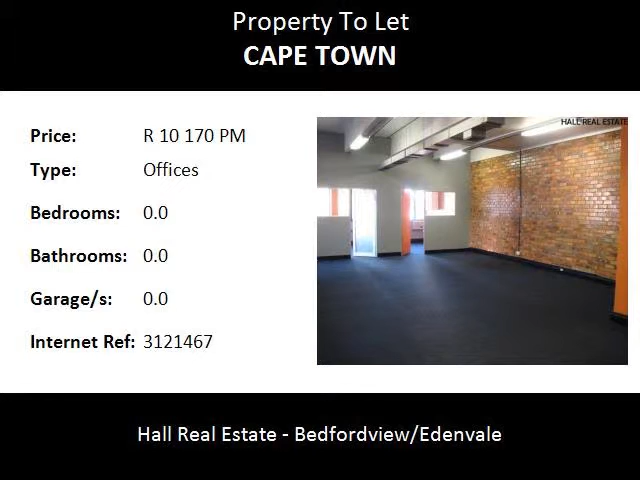 Property To Let
CAPE TOWN
Price: R 10 170 PM
Type: Offices
Bedrooms: 0.0
Bathrooms: 0.0
Garage/s: 0.0
Internet Ref: 3121467
HALL REAL ESTATE
Hall Real Estate - Bedfordview/Edenvale